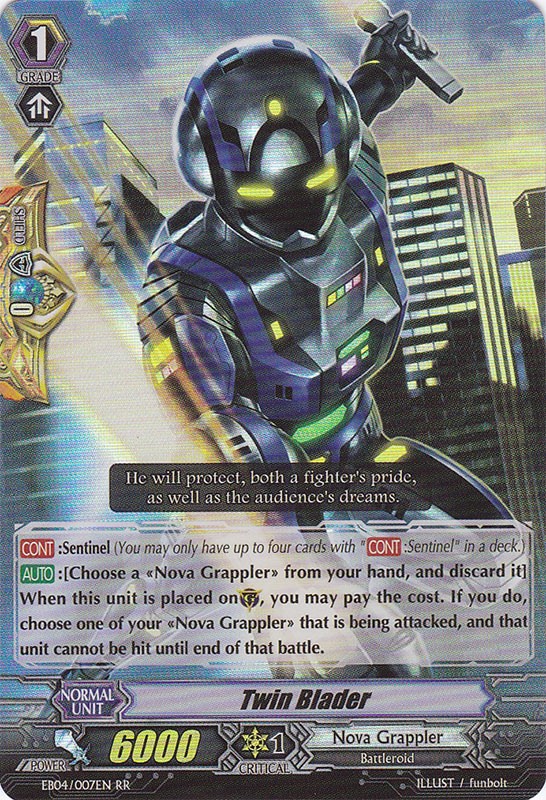 1
GRADE
SHIELD
0
He will protect, both a fighter's pride,
as well as the audience's dreams.
CONT :Sentinel (You may only have up to four cards with "CONT:Sentinel" in a deck.)
AUTO :[Choose a «Nova Grappler» from your hand, and discard it]
When this unit is placed on , you may pay the cost. If you do,
choose one of your «Nova Grappler» that is being attacked, and that
unit cannot be hit until end of that battle.
NORMAL
UNIT
Twin Blader
POWER
6000
1
CRITICAL
Nova Grappler
Battleroid
EB04/007EN RR
ILLUST / funbolt